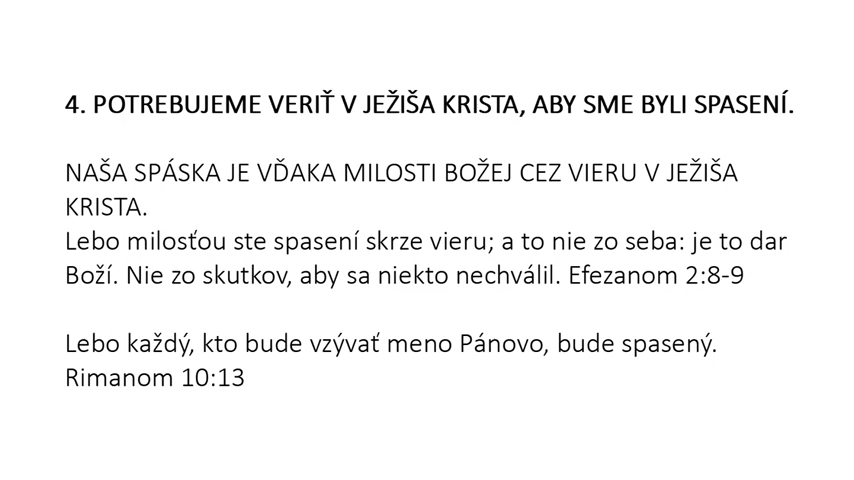 4. POTREBUJEME VERIŤ V JEŽIŠA KRISTA, ABY SME BYLI SPASENÍ.
NAŠA SPÁSKA JE VĎAKA MILOSTI BOŽEJ CEZ VIERU V JEŽIŠA
KRISTA.
Lebo milosťou ste spasení skrze vieru; a to nie zo seba: je to dar
Boží. Nie zo skutkov, aby sa niekto nechválil. Efezanom 2:8-9
Lebo každý, kto bude vzývať meno Pánovo, bude spasený.
Rimanom 10:13